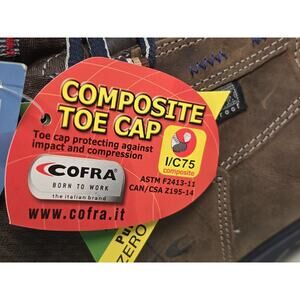 COMPOSITE
TOE CAP
Toe cap protecting against
impact and compression
I/C75
composite
COFRA
BORN TO WORK
the italian brand
ASTM F2413-11
CAN/CSA Z195-14
www.cofra.it
ZERO